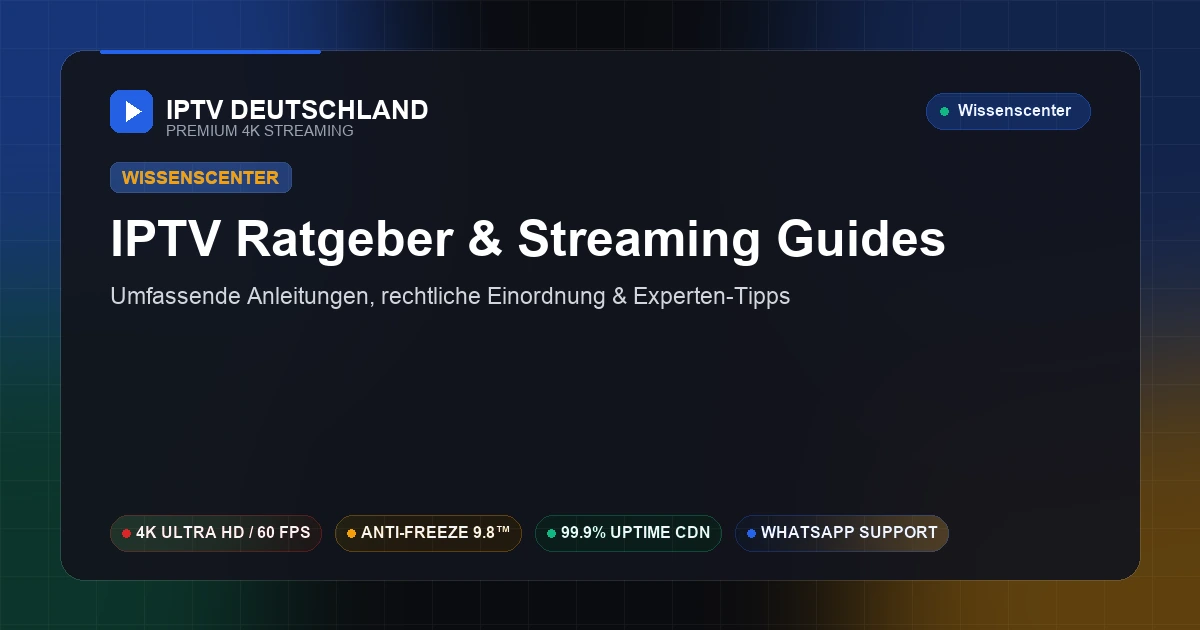 IPTV DEUTSCHLAND
PREMIUM 4K STREAMING
Wissenscenter
WISSENSCENTER
IPTV Ratgeber & Streaming Guides
Umfassende Anleitungen, rechtliche Einordnung & Experten-Tipps
4K ULTRA HD / 60 FPS
ANTI-FREEZE 9.8™
99.9% UPTIME CDN
WHATSAPP SUPPORT